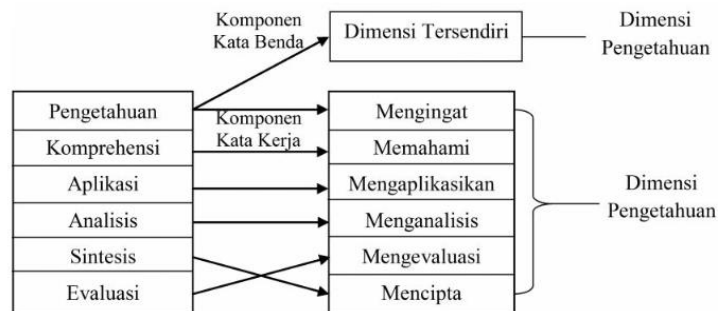 Komponen
Kata Benda
Dimensi Tersendiri
Dimensi
Pengetahuan
Pengetahuan
Komprehensi
Aplikasi
Analisis
Sintesis
Evaluasi
Komponen
Kata Kerja
Mengingat
Memahami
Mengaplikasikan
Menganalisis
Mengevaluasi
Mencipta
Dimensi
Pengetahuan